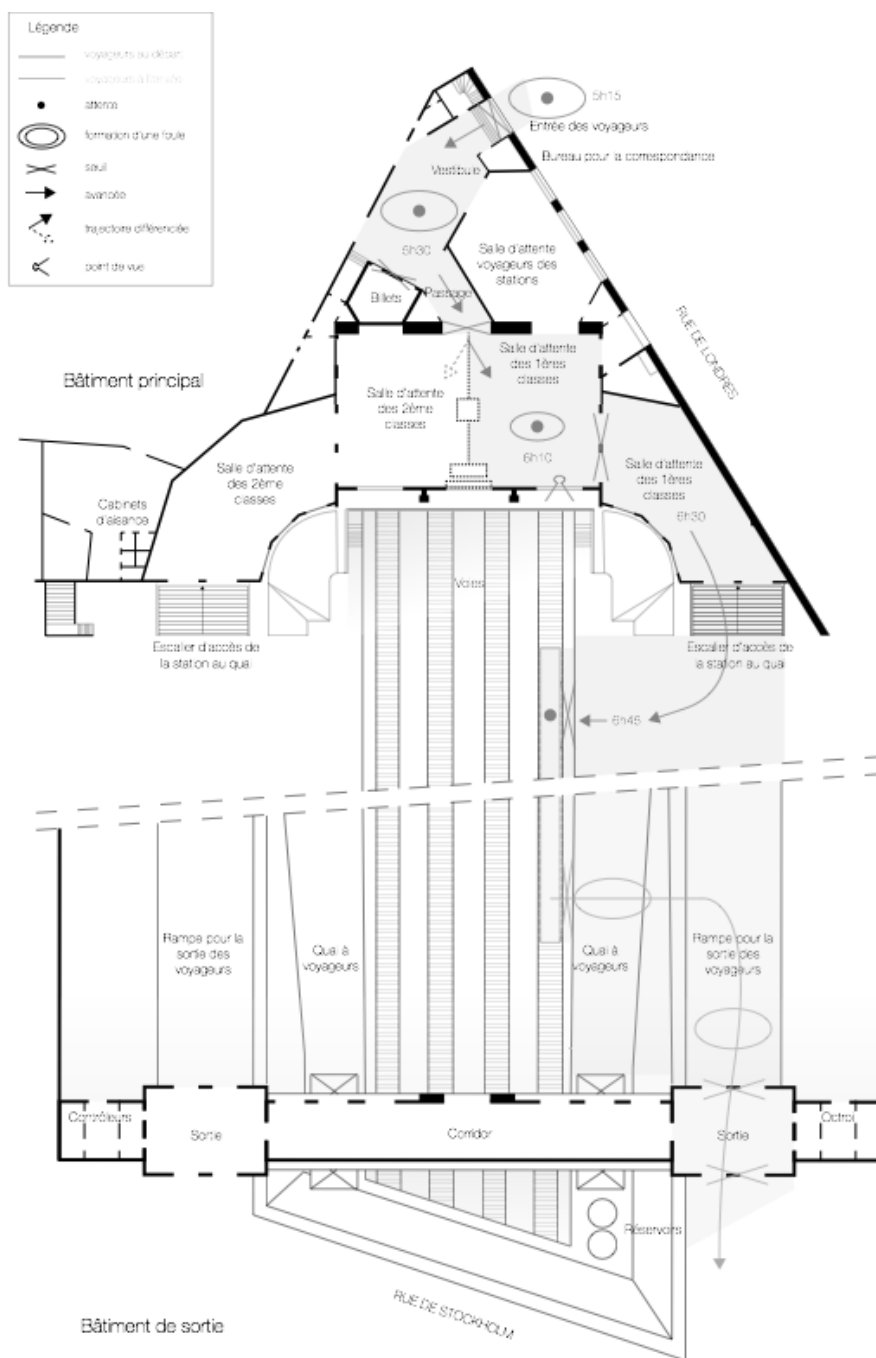 Légende
voyageurs au départ
voyageurs à l'arrivée
attente
formation d'une foule
seuil
avancée
trajectoire différenciée
point de vue
5h15
Entrée des voyageurs
Bureau pour la correspondance
Vestibule
5h30
Salle d'attente
voyageurs des
stations
Billets
Passage
RUE DE LONDRES
Bâtiment principal
Salle d'attente
des 1ères
classes
Salle d'attente
des 2ème
classes
6h10
Salle d'attente
des 2ème
classes
Salle d'attente
des 1ères
classes
Cabinets
d'aisance
6h30
Voies
Escalier d'accès de
la station au quai
Escalier d'accès de
la station au quai
6h45
Rampe pour la
sortie des
voyageurs
Quai à
voyageurs
Quai à
voyageurs
Rampe pour la
sortie des
voyageurs
Contrôleurs
Sortie
Corridor
Sortie
Octroi
Réservoirs
RUE DE STOCKHOLM
Bâtiment de sortie